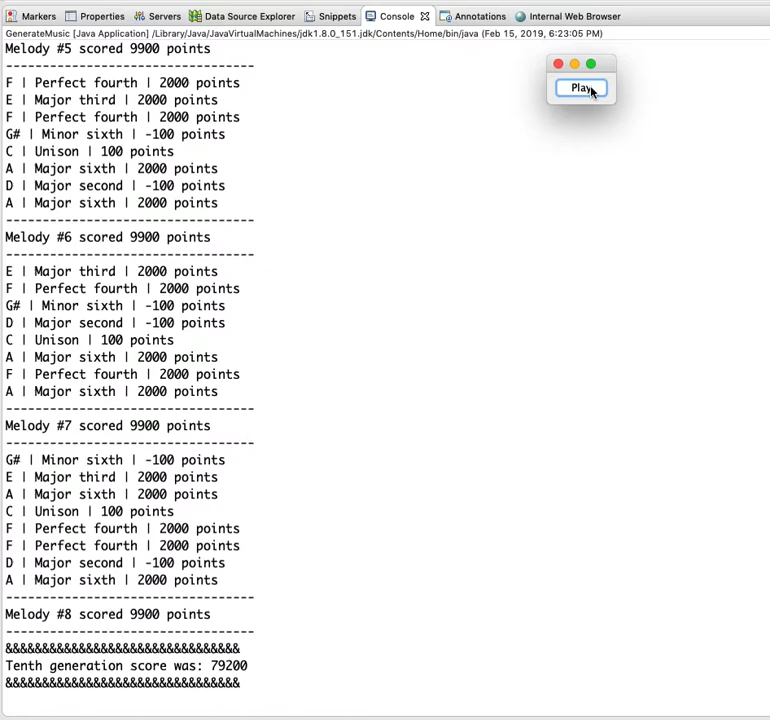 Markers Properties Servers Data Source Explorer Snippets Console Annotations Internal Web Browser
GenerateMusic [Java Application] /Library/Java/JavaVirtualMachines/jdk1.8.0_151.jdk/Contents/Home/bin/java (Feb 15, 2019, 6:23:05 PM)
Melody #5 scored 9900 points
----------------------------------
F | Perfect fourth | 2000 points
E | Major third | 2000 points
F | Perfect fourth | 2000 points
G# | Minor sixth | -100 points
C | Unison | 100 points
A | Major sixth | 2000 points
D | Major second | -100 points
A | Major sixth | 2000 points
----------------------------------
Melody #6 scored 9900 points
----------------------------------
E | Major third | 2000 points
F | Perfect fourth | 2000 points
G# | Minor sixth | -100 points
D | Major second | -100 points
C | Unison | 100 points
A | Major sixth | 2000 points
F | Perfect fourth | 2000 points
A | Major sixth | 2000 points
----------------------------------
Melody #7 scored 9900 points
----------------------------------
G# | Minor sixth | -100 points
E | Major third | 2000 points
A | Major sixth | 2000 points
C | Unison | 100 points
F | Perfect fourth | 2000 points
F | Perfect fourth | 2000 points
D | Major second | -100 points
A | Major sixth | 2000 points
----------------------------------
Melody #8 scored 9900 points
----------------------------------
&&&&&&&&&&&&&&&&&&&&&&&&&&&&&&&&
Tenth generation score was: 79200
&&&&&&&&&&&&&&&&&&&&&&&&&&&&&&&&
Play